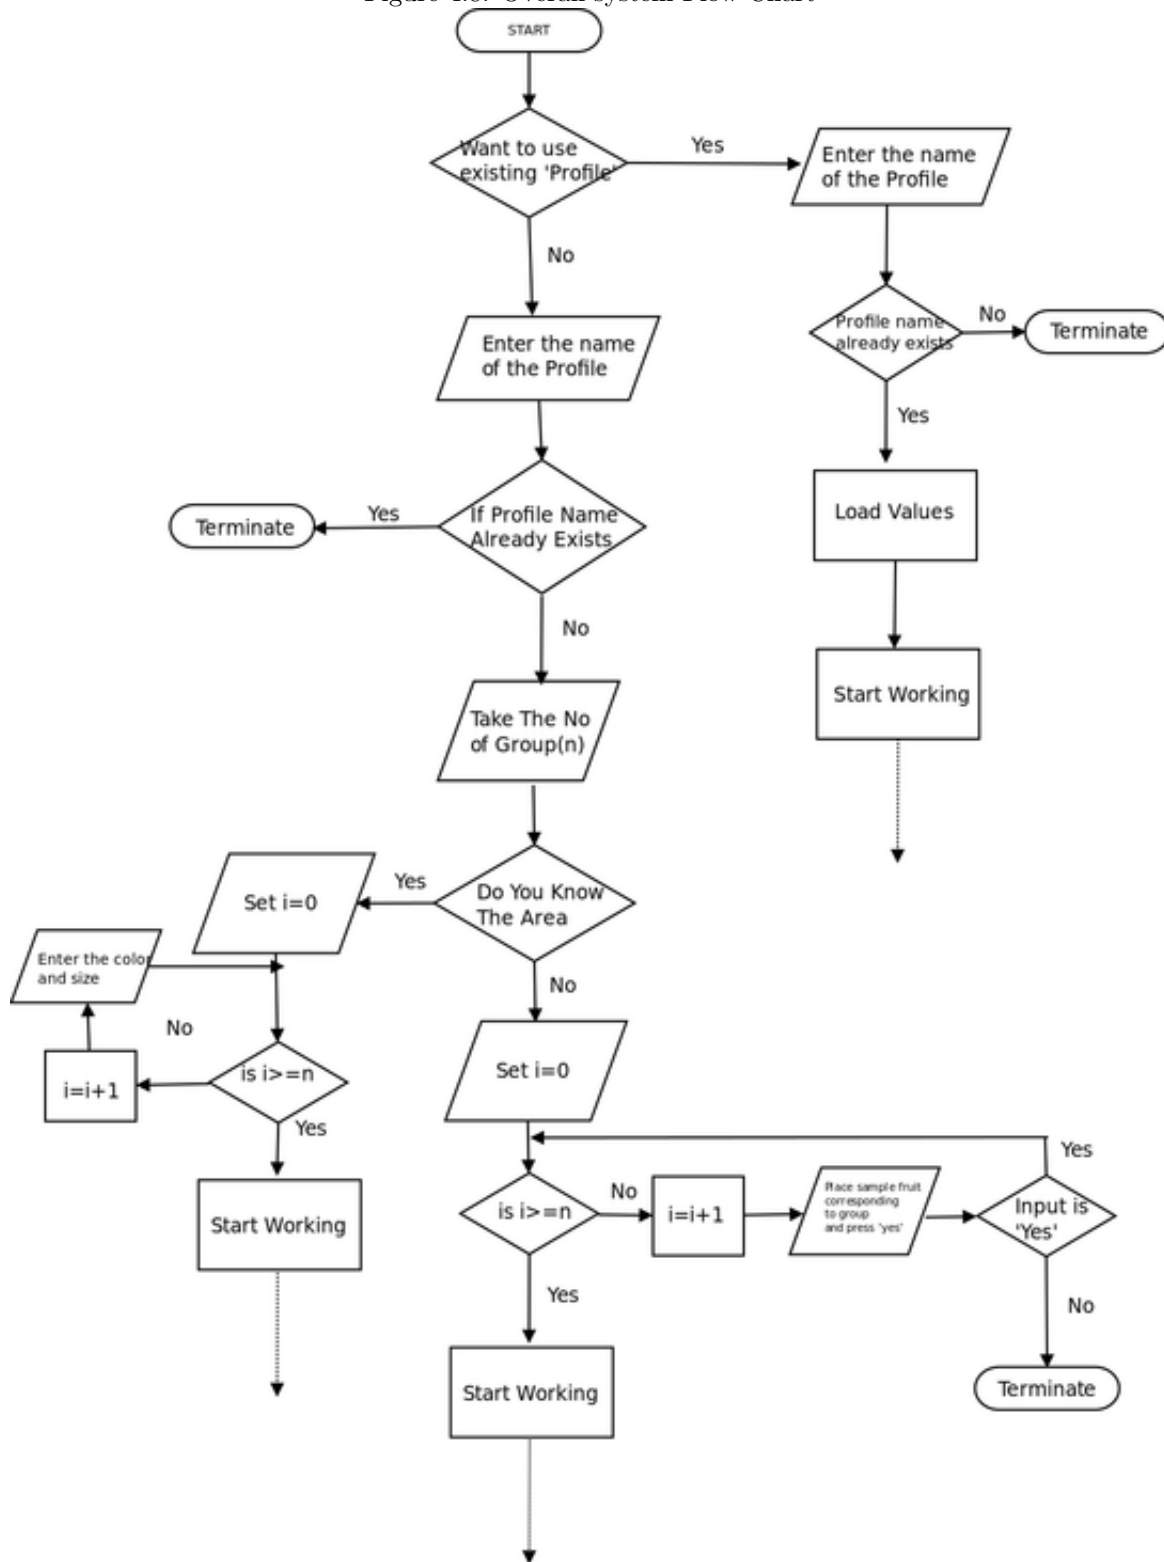 START
Want to use
existing 'Profile'
Yes
Enter the name
of the Profile
No
Profile name
already exists
No
Terminate
Enter the name
of the Profile
Yes
Load Values
Terminate
Yes
If Profile Name
Already Exists
No
Start Working
Take The No
of Group(n)
Set i=0
Yes
Do You Know
The Area
Enter the color
and size
No
No
i=i+1
is i>=n
Yes
Set i=0
Start Working
is i>=n
No
i=i+1
Place sample fruit
corresponding
to group
and press 'yes'
Input is
'Yes'
Yes
Yes
No
Start Working
Terminate